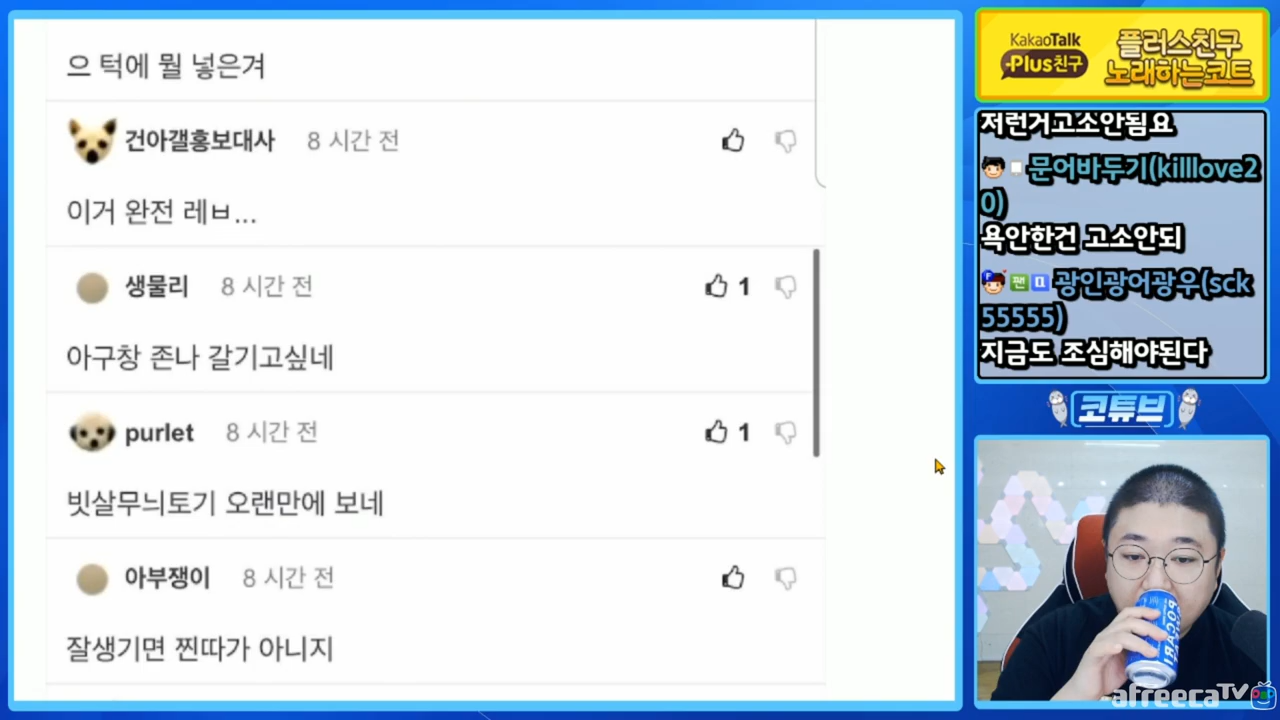 으 턱에 뭘 넣은겨
건아갤홍보대사 8 시간 전
이거 완전 레ㅂ...
생물리 8 시간 전 1
아구창 존나 갈기고싶네
purlet 8 시간 전 1
빗살무늬토기 오랜만에 보네
아부쟁이 8 시간 전
잘생기면 찐따가 아니지
KakaoTalk
Plus친구
플러스친구
노래하는코트
저런거고소안됨요
문어바두기(killlove2
0)
욕안한건 고소안되
팬
광인광어광우(sck
55555)
지금도 조심해야된다
코튜브
POCARI
afreecaTV